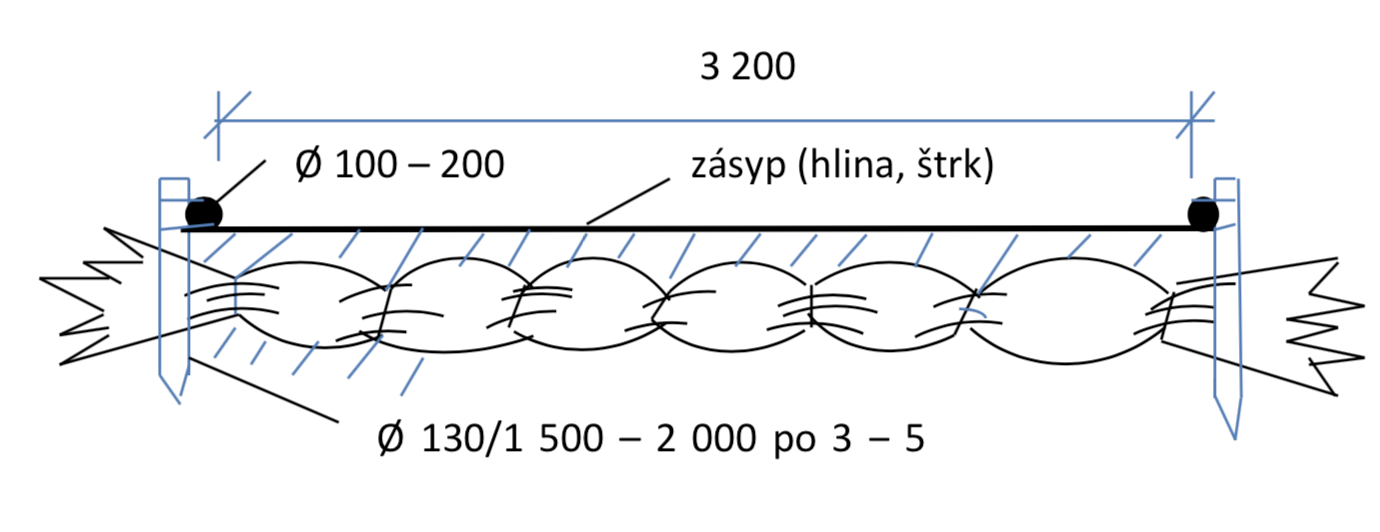 3 200
Ø 100 – 200
zásyp (hlina, štrk)
Ø 130/1 500 – 2 000 po 3 – 5